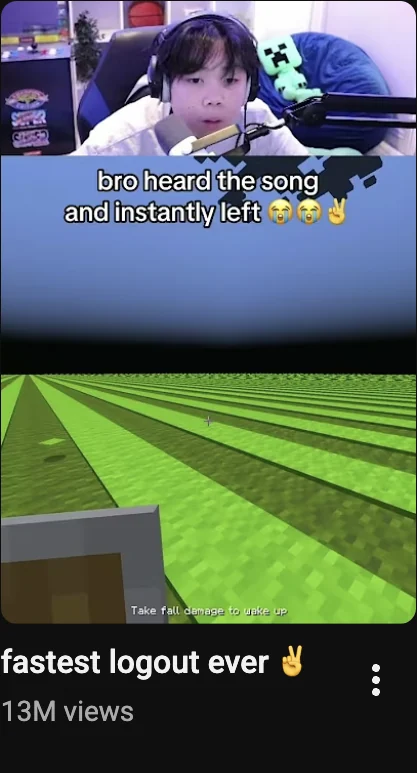 bro heard the song
and instantly left 😭😭✌️
Take fall damage to wake up
fastest logout ever ✌️
13M views